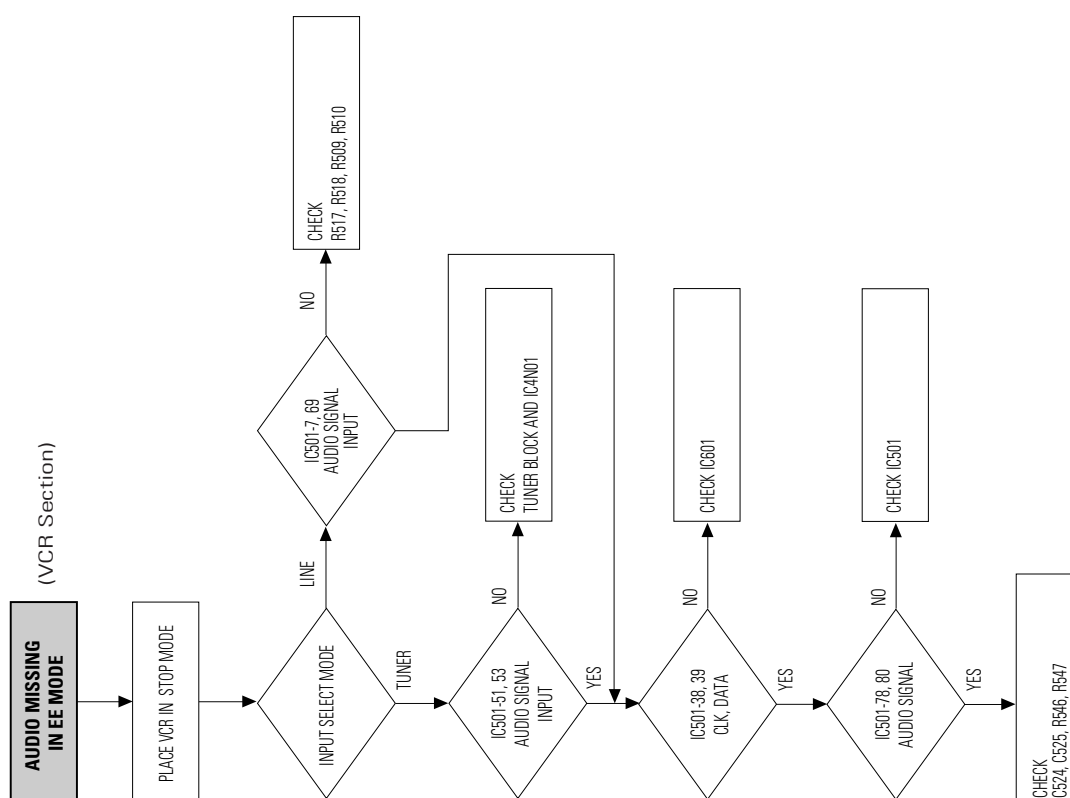 AUDIO MISSING
IN EE MODE
(VCR Section)
PLACE VCR IN STOP MODE
INPUT SELECT MODE
LINE
IC501-7, 69
AUDIO SIGNAL
INPUT
NO
CHECK
R517, R518, R509, R510
TUNER
IC501-51, 53
AUDIO SIGNAL
INPUT
NO
CHECK
TUNER BLOCK AND IC4N01
YES
IC501-38, 39
CLK, DATA
NO
CHECK IC601
YES
IC501-78, 80
AUDIO SIGNAL
NO
CHECK IC501
YES
CHECK
C524, C525, R546, R547